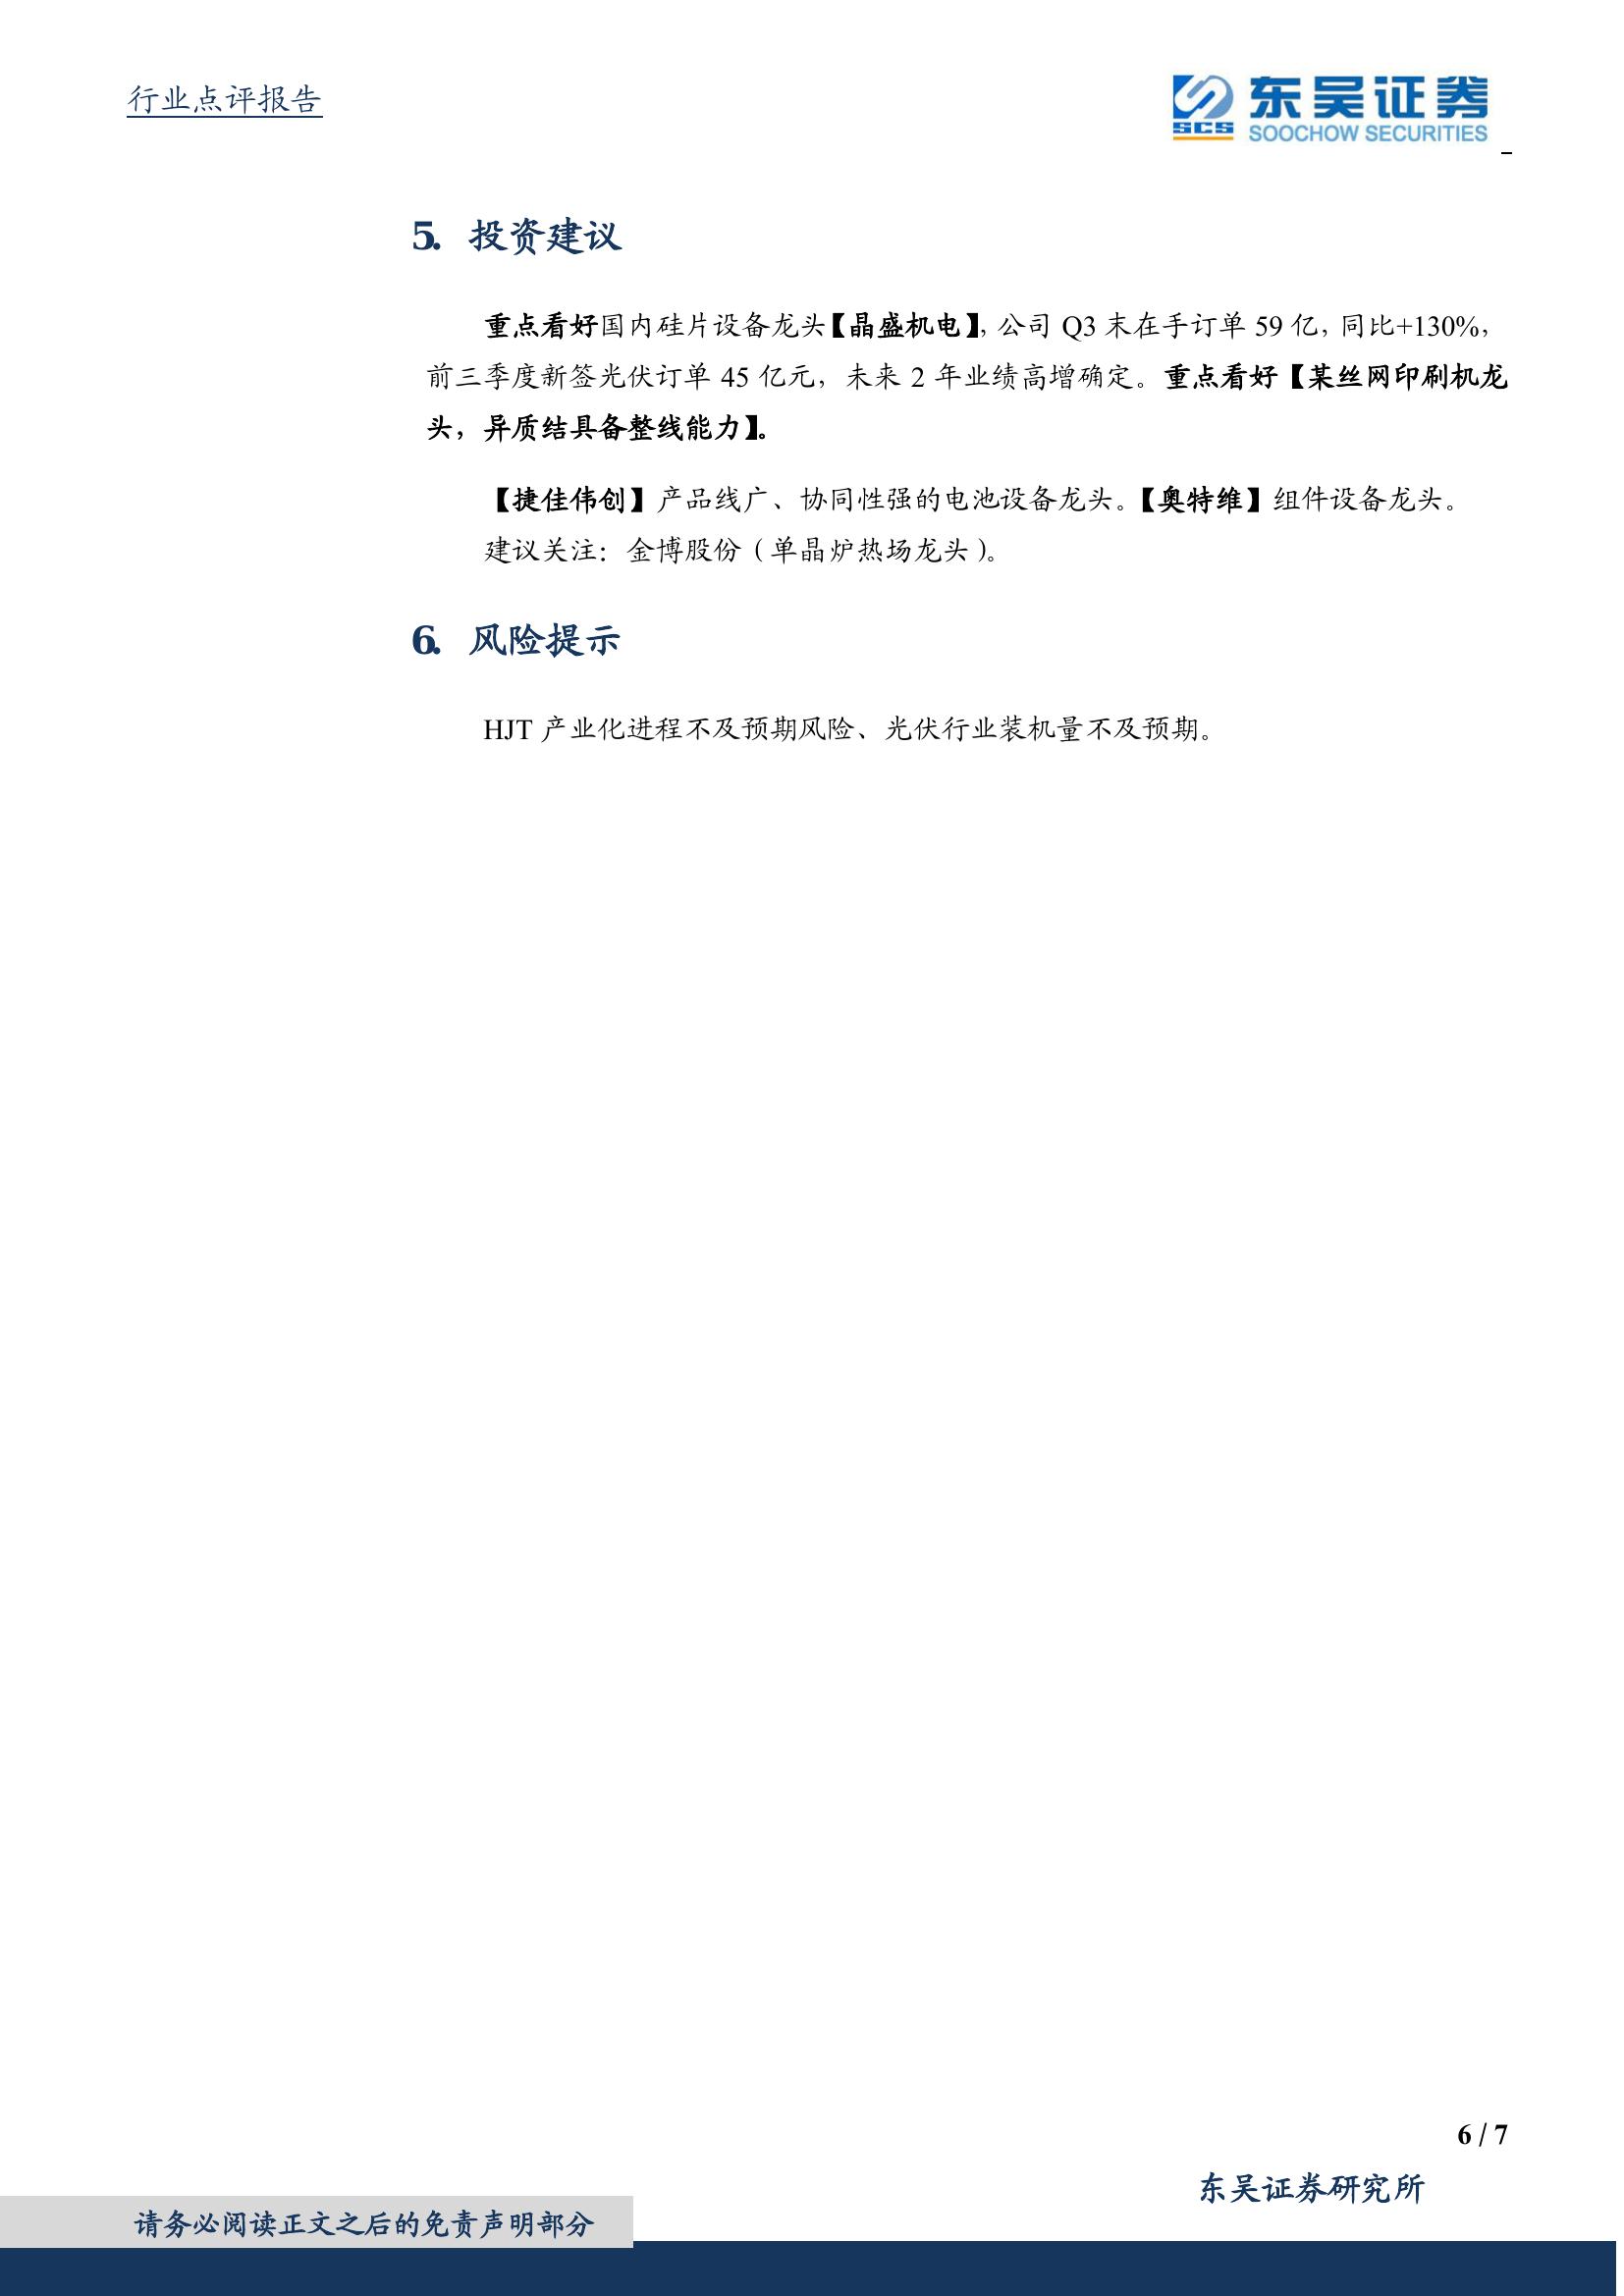 行业点评报告
SCS 东吴证券
SOOCHOW SECURITIES
5. 投资建议
重点看好国内硅片设备龙头【晶盛机电】，公司 Q3 末在手订单 59 亿，同比+130%，
前三季度新签光伏订单 45 亿元，未来 2 年业绩高增确定。重点看好【某丝网印刷机龙
头，异质结具备整线能力】。
【捷佳伟创】产品线广、协同性强的电池设备龙头。【奥特维】组件设备龙头。
建议关注：金博股份（单晶炉热场龙头）。
6. 风险提示
HJT 产业化进程不及预期风险、光伏行业装机量不及预期。
6 / 7
东吴证券研究所
请务必阅读正文之后的免责声明部分